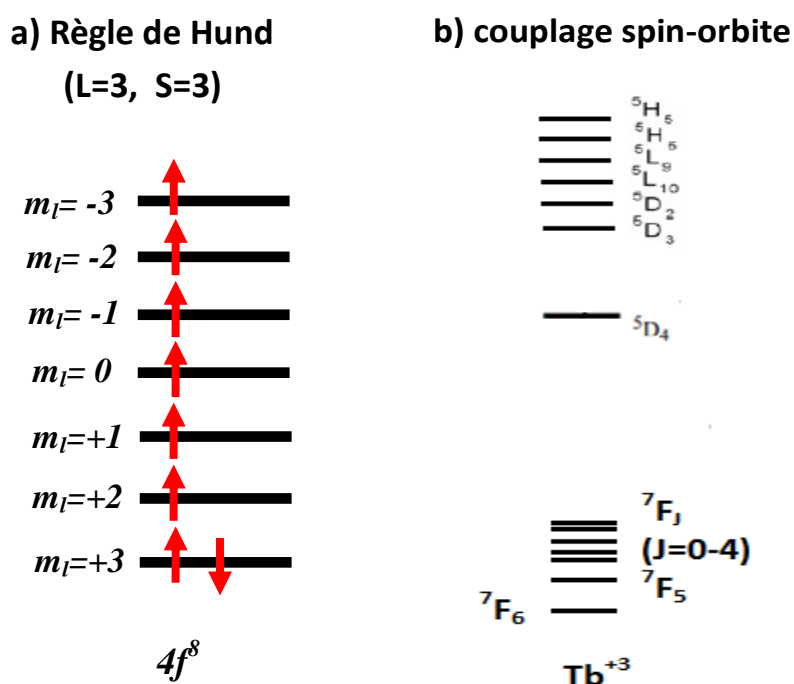 a) Règle de Hund
(L=3, S=3)
mₗ= -3
mₗ= -2
mₗ= -1
mₗ= 0
mₗ=+1
mₗ=+2
mₗ=+3
4f⁸
b) couplage spin-orbite
⁵H₅
⁵H₆
⁵L₉
⁵L₁₀
⁵D₂
⁵D₃
⁵D₄
⁷F_J
(J=0-4)
⁷F₅
⁷F₆
Tb⁺³